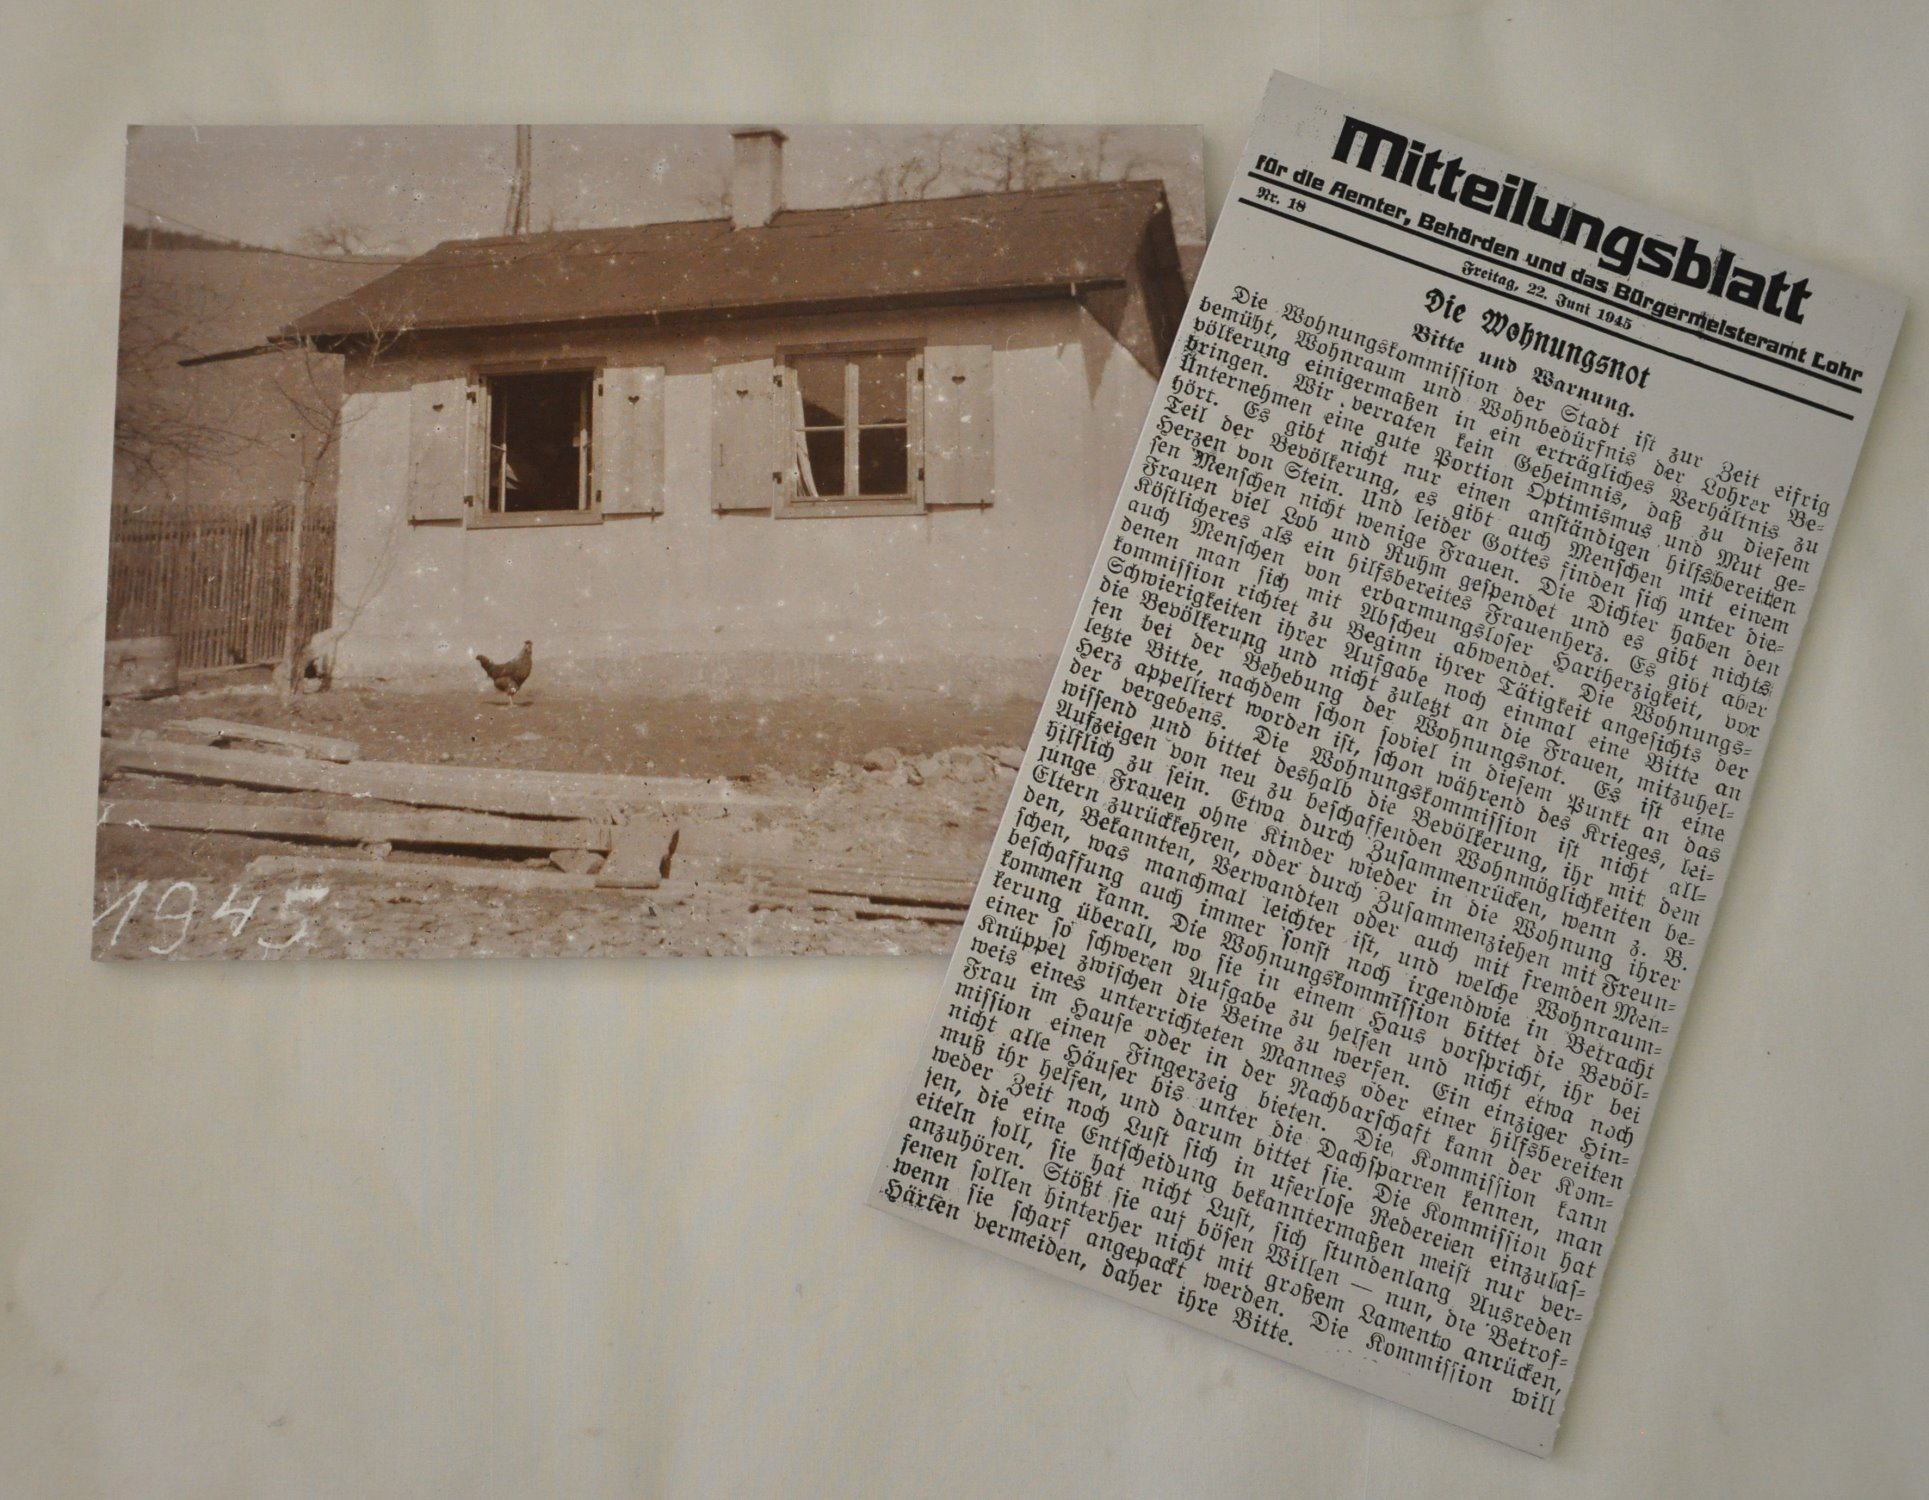 1945
Mitteilungsblatt
für die Aemter, Behörden und das Bürgermeisteramt Lohr
Nr. 18
Freitag, 22. Juni 1945
Die Wohnungsnot
Bitte und Warnung.
Die Wohnungskommission der Stadt ist zur Zeit eifrig
bemüht, Wohnraum und Wohnbedürfnis der Lohrer Be-
völkerung einigermaßen in ein erträgliches Verhältnis zu
bringen. Wir verraten kein Geheimnis, daß zu diesem
Unternehmen eine gute Portion Optimismus und Mut ge-
hört. Es gibt nicht nur einen anständigen hilfsbereiten
Teil der Bevölkerung, es gibt auch Menschen mit einem
Herzen von Stein. Und leider Gottes finden sich unter die-
sen Menschen nicht wenige Frauen. Die Dichter haben den
Frauen viel Lob und Ruhm gespendet und es gibt nichts
Köstlicheres als ein hilfsbereites Frauenherz. Es gibt aber
auch Menschen von erbarmungsloser Hartherzigkeit, vor
denen man sich mit Abscheu abwendet. Die Wohnungs-
kommission richtet zu Beginn ihrer Tätigkeit angesichts der
Schwierigkeiten ihrer Aufgabe noch einmal eine Bitte an
die Bevölkerung und nicht zuletzt an die Frauen, mitzuhel-
fen bei der Behebung der Wohnungsnot. Es ist eine
letzte Bitte, nachdem schon soviel in diesem Punkt an das
Herz appelliert worden ist, schon während des Krieges, lei-
der vergebens. Die Wohnungskommission ist nicht all-
wissend und bittet deshalb die Bevölkerung, ihr mit dem
Aufzeigen von neu zu beschaffenden Wohnmöglichkeiten be-
hilflich zu sein. Etwa durch Zusammenrücken, wenn z. B.
junge Frauen ohne Kinder wieder in die Wohnung ihrer
Eltern zurückkehren, oder durch Zusammenziehen mit Freun-
den, Bekannten, Verwandten oder auch mit fremden Men-
schen, was manchmal leichter ist, und welche Wohnraum-
beschaffung auch immer sonst noch irgendwie in Betracht
kommen kann. Die Wohnungskommission bittet die Bevöl-
kerung überall, wo sie in einem Haus vorspricht, ihr bei
einer so schweren Aufgabe zu helfen und nicht etwa noch
Knüppel zwischen die Beine zu werfen. Ein einziger Hin-
weis eines unterrichteten Mannes oder einer hilfsbereiten
Frau im Hause oder in der Nachbarschaft kann der Kom-
mission einen Fingerzeig bieten. Die Kommission kann
nicht alle Häuser bis unter die Dachsparren kennen, man
muß ihr helfen, und darum bittet sie. Die Kommission hat
weder Zeit noch Lust sich in uferlose Redereien einzulas-
sen, die eine Entscheidung bekanntermaßen meist nur ver-
eiteln soll, sie hat nicht Lust, sich stundenlang Ausreden
anzuhören. Stößt sie auf bösen Willen — nun, die Betrof-
fenen sollen hinterher nicht mit großem Lamento anrücken,
wenn sie scharf angepackt werden. Die Kommission will
Härten vermeiden, daher ihre Bitte.